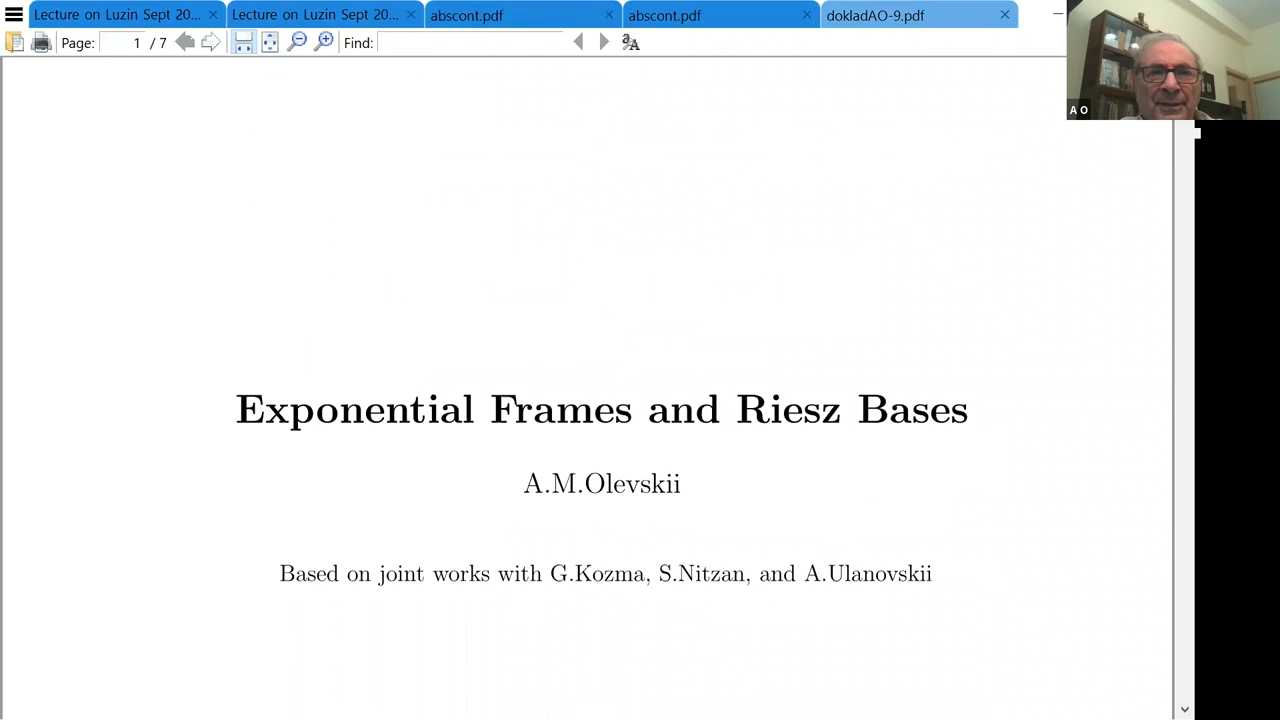 Lecture on Luzin Sept 20...
Lecture on Luzin Sept 20...
abscont.pdf
abscont.pdf
dokladAO-9.pdf
Page: 1 / 7
Find:
A O
Exponential Frames and Riesz Bases
A.M.Olevskii
Based on joint works with G.Kozma, S.Nitzan, and A.Ulanovskii